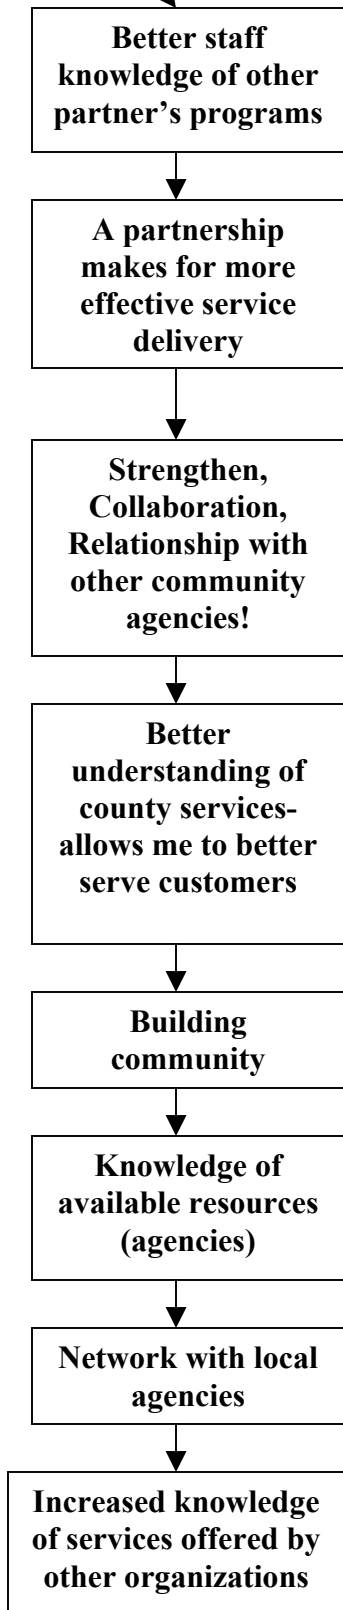 Better staff
knowledge of other
partner’s programs
A partnership
makes for more
effective service
delivery
Strengthen,
Collaboration,
Relationship with
other community
agencies!
Better
understanding of
county services-
allows me to better
serve customers
Building
community
Knowledge of
available resources
(agencies)
Network with local
agencies
Increased knowledge
of services offered by
other organizations